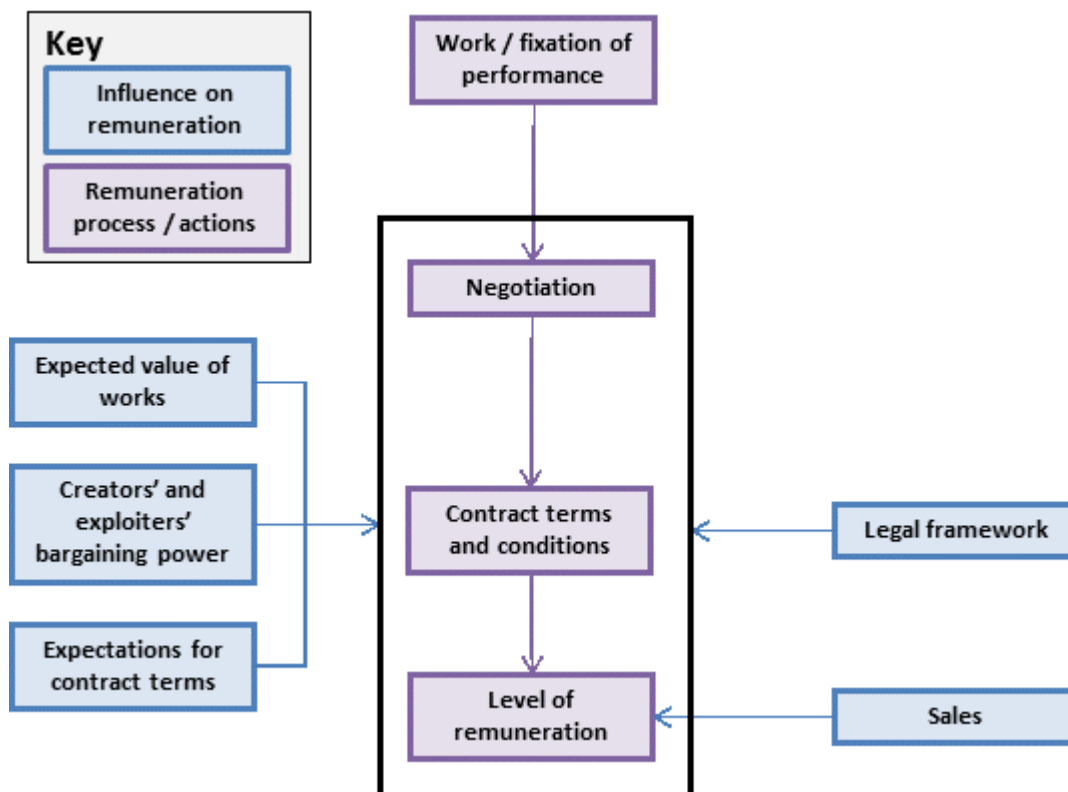 Key
Influence on
remuneration
Remuneration
process / actions
Work / fixation of
performance
Negotiation
Expected value of
works
Creators’ and
exploiters’
bargaining power
Expectations for
contract terms
Contract terms
and conditions
Legal framework
Level of
remuneration
Sales